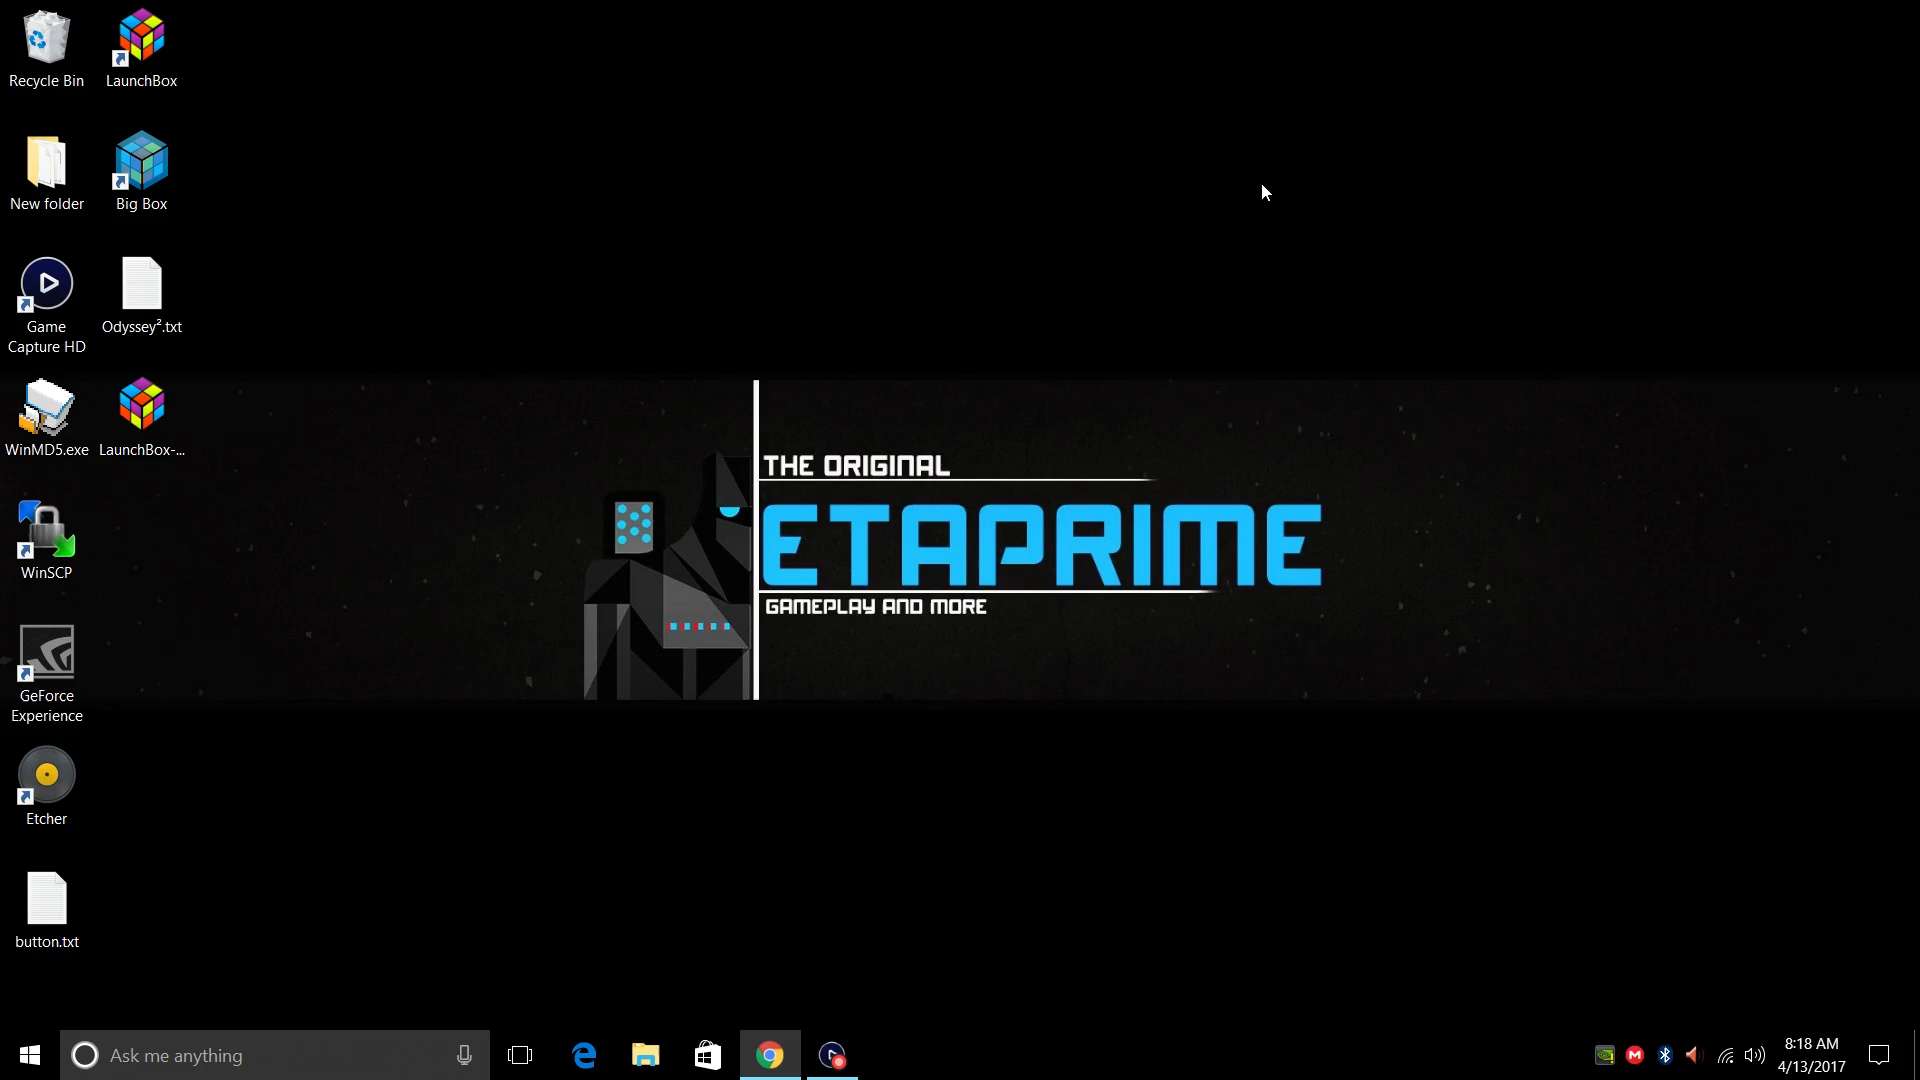 Recycle Bin
LaunchBox
New folder
Big Box
Game
Capture HD
Odyssey².txt
WinMD5.exe
LaunchBox-...
WinSCP
GeForce
Experience
Etcher
button.txt
THE ORIGINAL
ETAPRIME
GAMEPLAY AND MORE
Ask me anything
8:18 AM
4/13/2017